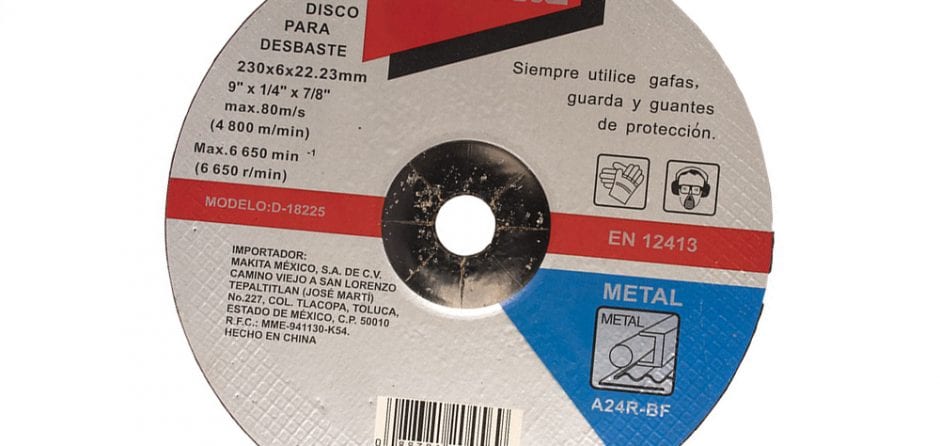 DISCO
PARA
DESBASTE
230x6x22.23mm
9" x 1/4" x 7/8"
max.80m/s
(4 800 m/min)
Max.6 650 min -1
(6 650 r/min)
Siempre utilice gafas,
guarda y guantes
de protección.
MODELO:D-18225
EN 12413
IMPORTADOR:
MAKITA MÉXICO, S.A. DE C.V.
CAMINO VIEJO A SAN LORENZO
TEPALTITLAN (JOSÉ MARTÍ)
No.227, COL. TLACOPA, TOLUCA,
ESTADO DE MÉXICO, C.P. 50010
R.F.C.: MME-941130-K54.
HECHO EN CHINA
METAL
METAL
A24R-BF